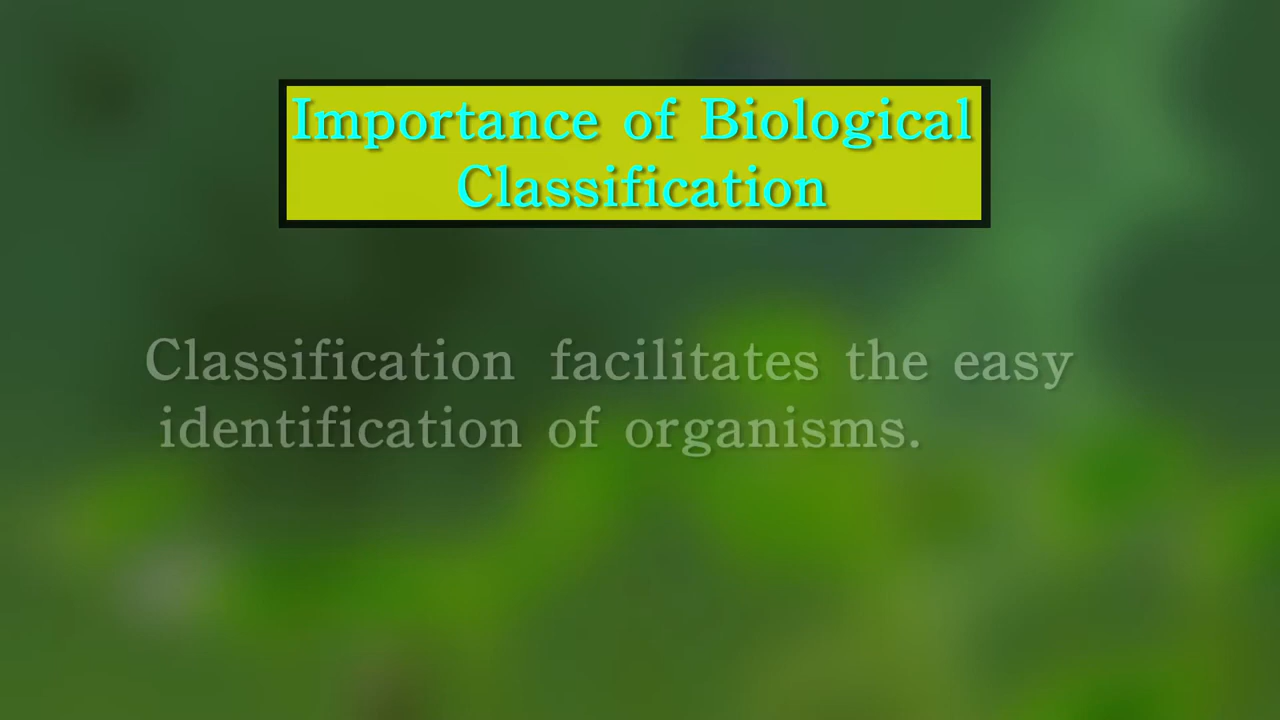 Importance of Biological
Classification
Classification facilitates the easy
identification of organisms.